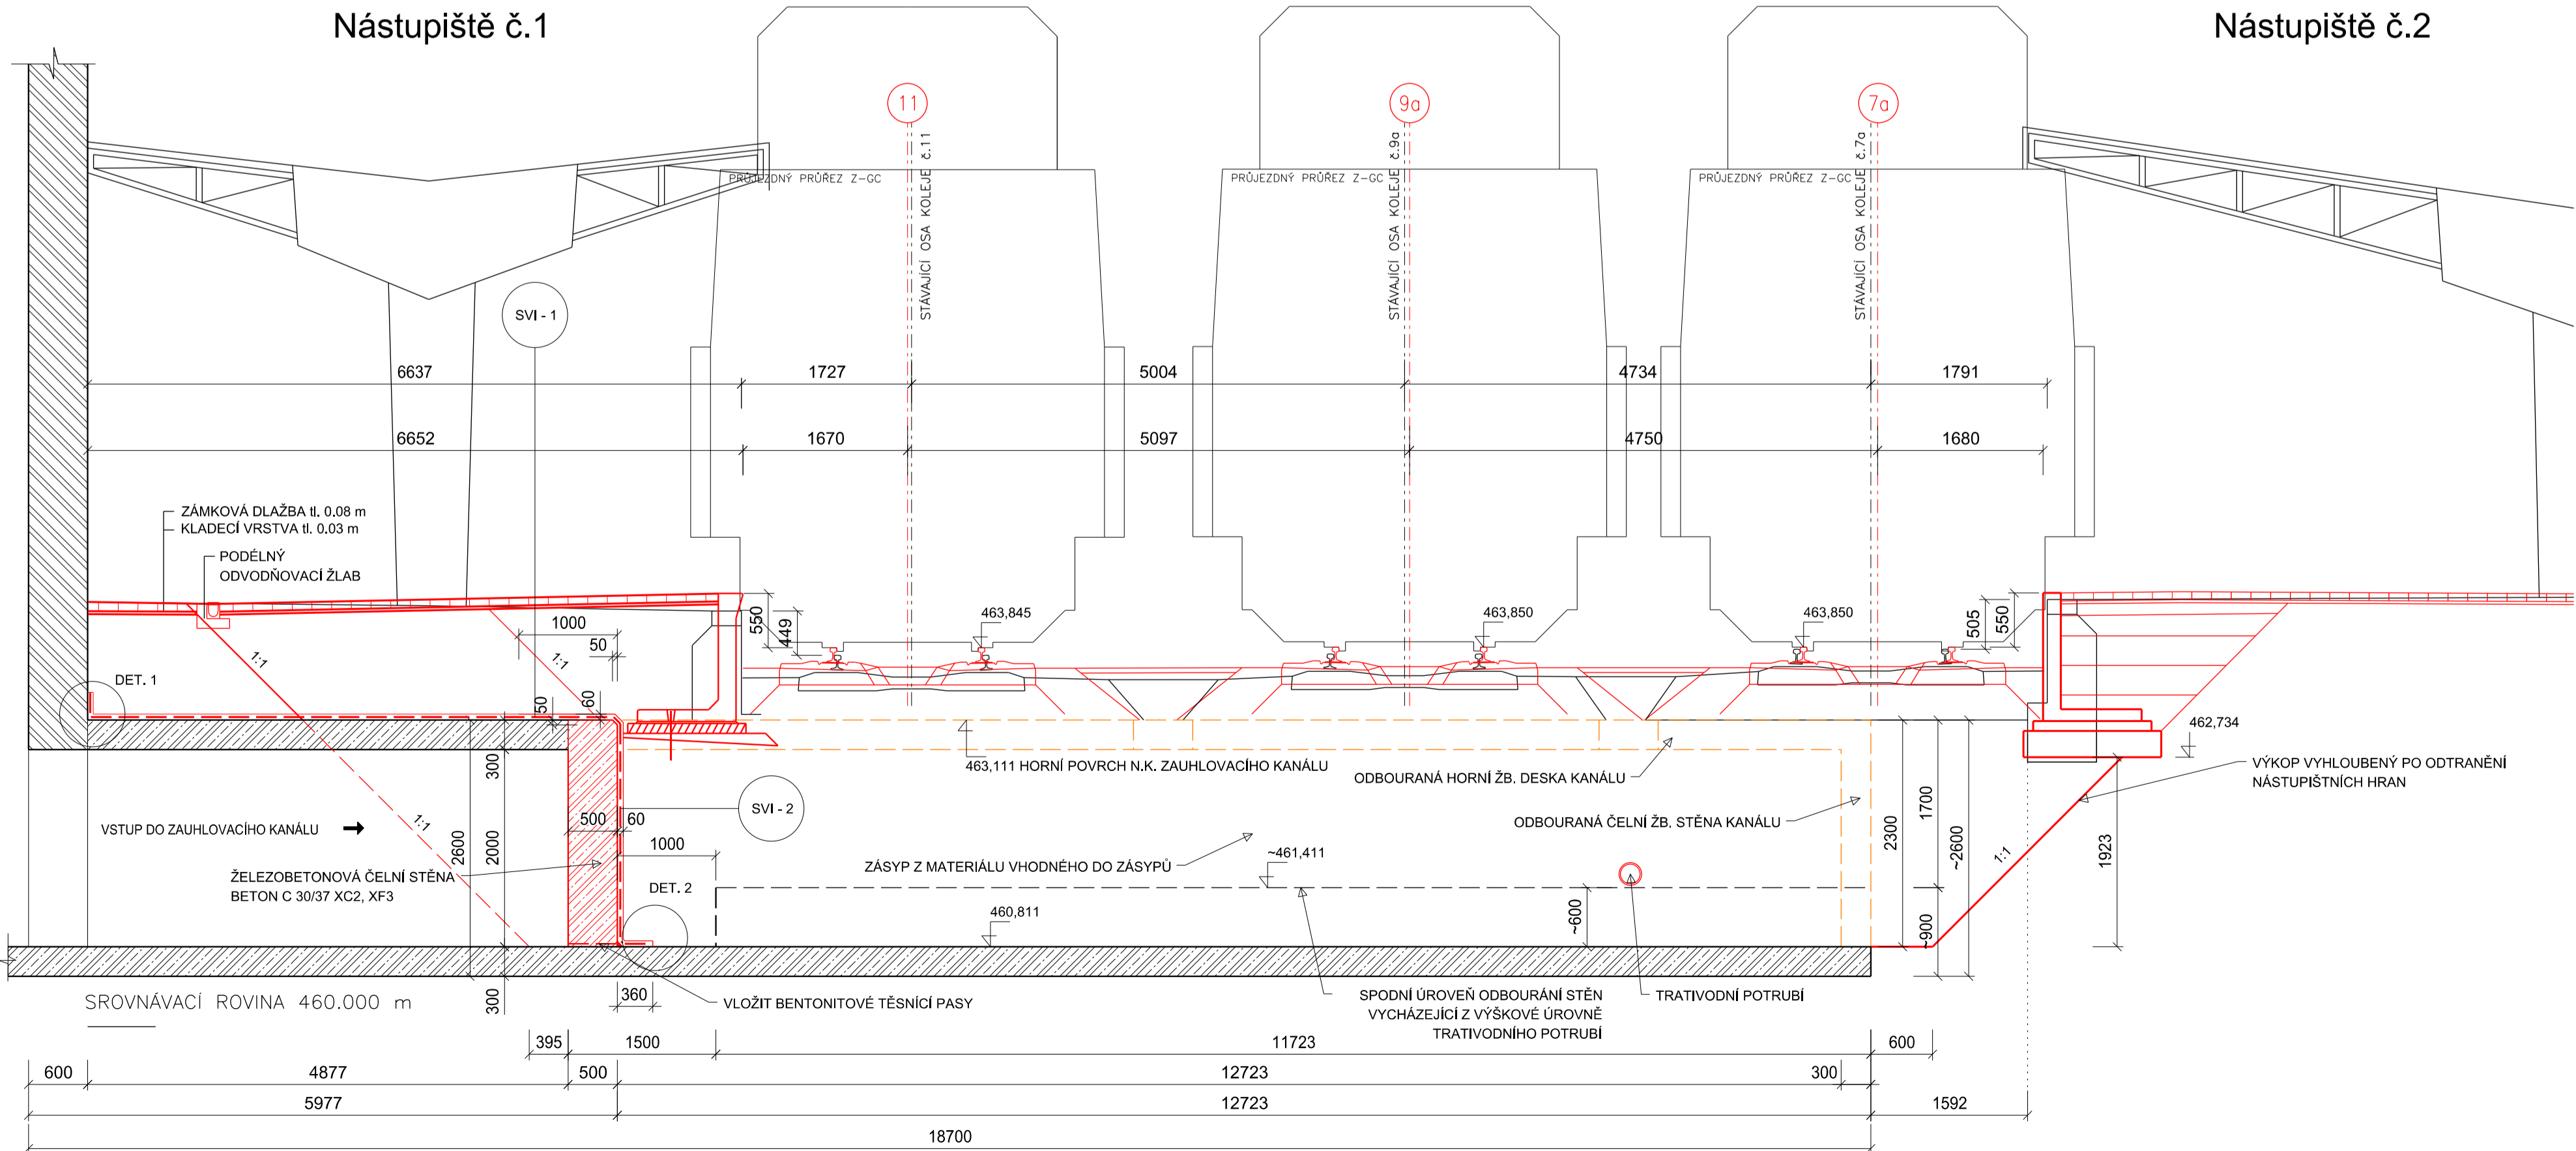 Nástupiště č.1
Nástupiště č.2
11
9a
7a
STÁVAJÍCÍ OSA KOLEJE č.11
STÁVAJÍCÍ OSA KOLEJE č.9a
STÁVAJÍCÍ OSA KOLEJE č.7a
PRŮJEZDNÝ PRŮŘEZ Z-GC
PRŮJEZDNÝ PRŮŘEZ Z-GC
PRŮJEZDNÝ PRŮŘEZ Z-GC
SVI - 1
6637
1727
5004
4734
1791
6652
1670
5097
4750
1680
ZÁMKOVÁ DLAŽBA tl. 0.08 m
KLADECÍ VRSTVA tl. 0.03 m
PODÉLNÝ
ODVODŇOVACÍ ŽLAB
1000
50
550
449
463,845
463,850
463,850
505
550
1:1
1:1
DET. 1
50
60
462,734
463,111 HORNÍ POVRCH N.K. ZAUHLOVACÍHO KANÁLU
ODBOURANÁ HORNÍ ŽB. DESKA KANÁLU
VÝKOP VYHLOUBENÝ PO ODTRANĚNÍ
NÁSTUPIŠTNÍCH HRAN
300
SVI - 2
VSTUP DO ZAUHLOVACÍHO KANÁLU
1:1
500
60
ODBOURANÁ ČELNÍ ŽB. STĚNA KANÁLU
1700
2300
~2600
1923
1:1
2600
2000
1000
~461,411
ZÁSYP Z MATERIÁLU VHODNÉHO DO ZÁSYPŮ
ŽELEZOBETONOVÁ ČELNÍ STĚNA
BETON C 30/37 XC2, XF3
DET. 2
460,811
~600
~900
SROVNÁVACÍ ROVINA 460.000 m
300
360
VLOŽIT BENTONITOVÉ TĚSNÍCÍ PASY
SPODNÍ ÚROVEŇ ODBOURÁNÍ STĚN
VYCHÁZEJÍCÍ Z VÝŠKOVÉ ÚROVNĚ
TRATIVODNÍHO POTRUBÍ
TRATIVODNÍ POTRUBÍ
395
1500
11723
600
600
4877
500
12723
300
5977
12723
1592
18700